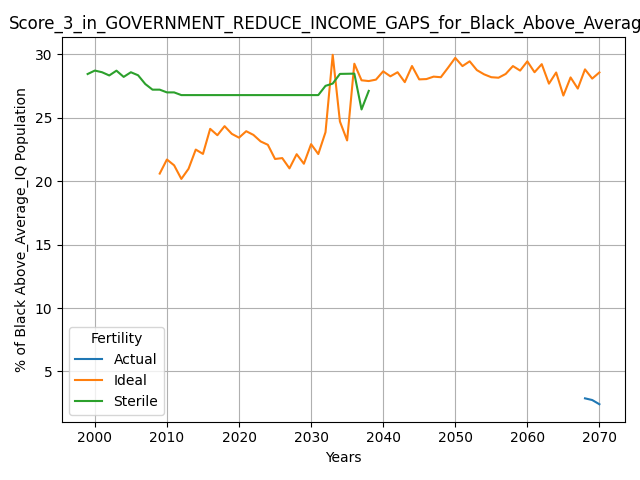 Score_3_in_GOVERNMENT_REDUCE_INCOME_GAPS_for_Black_Above_Averag
% of Black Above_Average_IQ Population
30
25
20
15
10
5
Fertility
Actual
Ideal
Sterile
2000 2010 2020 2030 2040 2050 2060 2070
Years